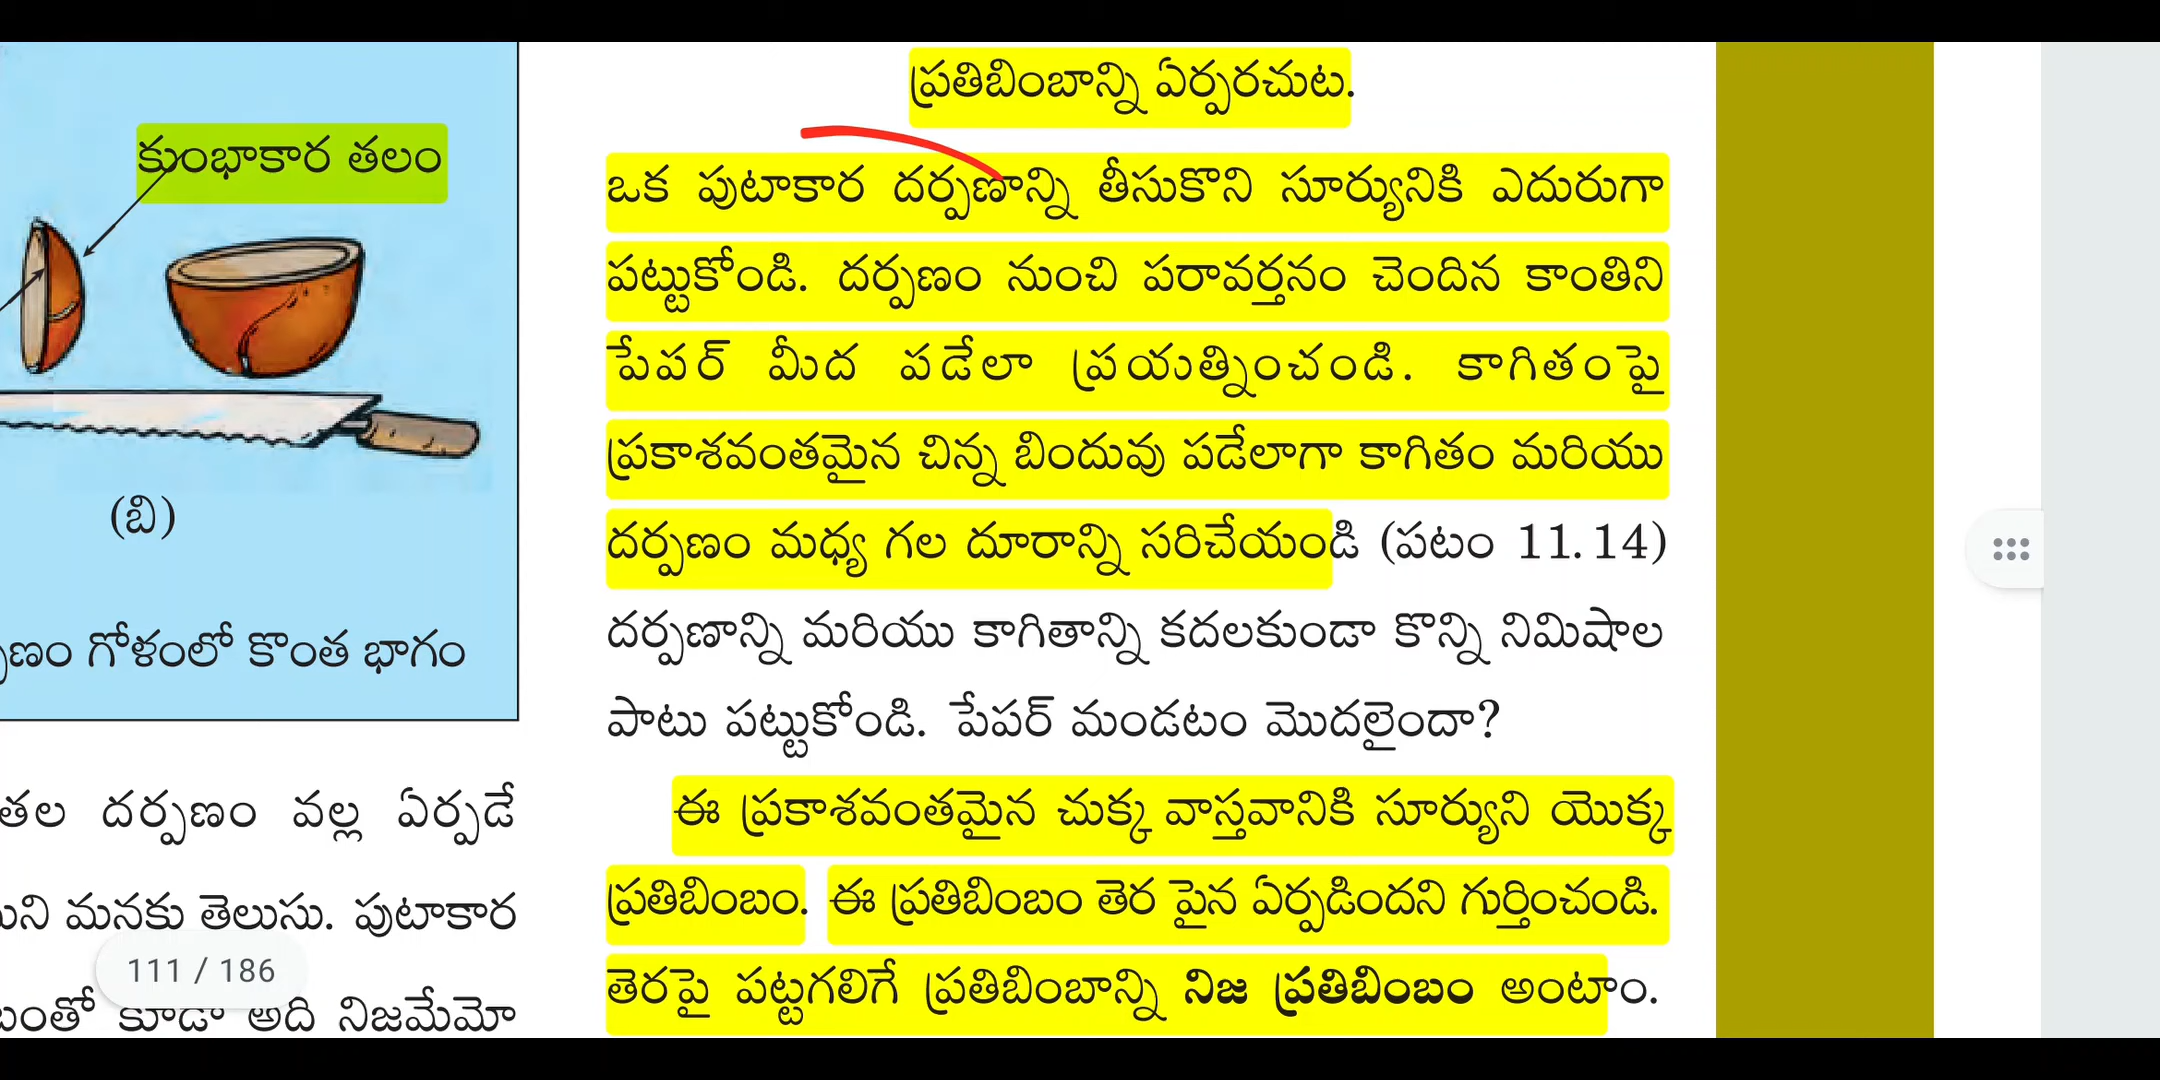 కుంభాకార తలం
(బి)
గోళంలో కొంత భాగం
తల దర్పణం వల్ల ఏర్పడే
మనకు తెలుసు. పుటాకార
111 / 186
కూడా అది నిజమేమో
ప్రతిబింబాన్ని ఏర్పరచుట.
ఒక పుటాకార దర్పణాన్ని తీసుకొని సూర్యునికి ఎదురుగా
పట్టుకోండి. దర్పణం నుంచి పరావర్తనం చెందిన కాంతిని
పేపర్ మీద పడేలా ప్రయత్నించండి. కాగితంపై
ప్రకాశవంతమైన చిన్న బిందువు పడేలాగా కాగితం మరియు
దర్పణం మధ్య గల దూరాన్ని సరిచేయండి (పటం 11.14)
దర్పణాన్ని మరియు కాగితాన్ని కదలకుండా కొన్ని నిమిషాల
పాటు పట్టుకోండి. పేపర్ మండటం మొదలైందా?
ఈ ప్రకాశవంతమైన చుక్క వాస్తవానికి సూర్యుని యొక్క
ప్రతిబింబం. ఈ ప్రతిబింబం తెర పైన ఏర్పడిందని గుర్తించండి.
తెరపై పట్టగలిగే ప్రతిబింబాన్ని నిజ ప్రతిబింబం అంటాం.